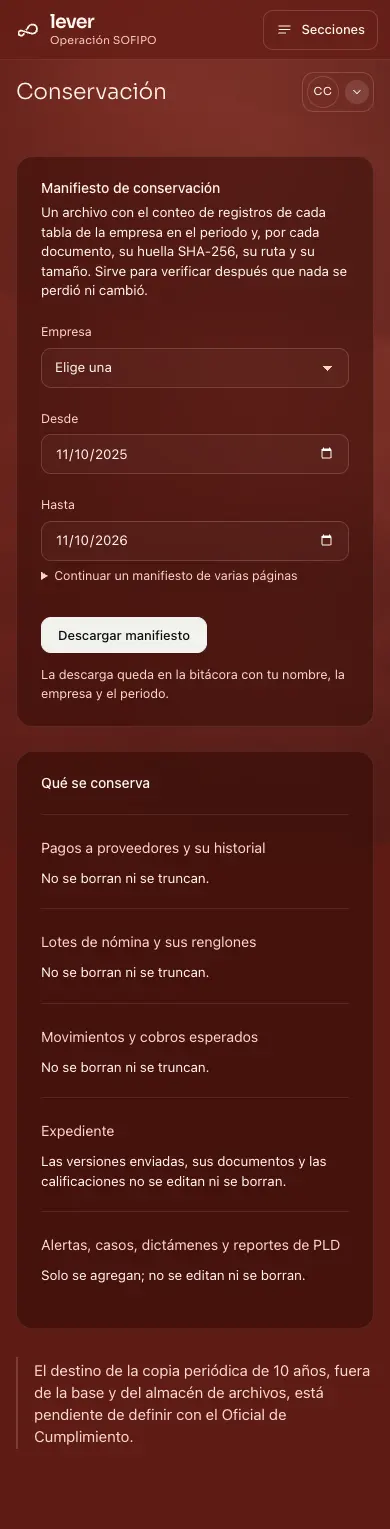 lever
Operación SOFIPO
Secciones
Conservación
CC
Manifiesto de conservación
Un archivo con el conteo de registros de cada
tabla de la empresa en el periodo y, por cada
documento, su huella SHA-256, su ruta y su
tamaño. Sirve para verificar después que nada se
perdió ni cambió.
Empresa
Elige una
Desde
11/10/2025
Hasta
11/10/2026
Continuar un manifiesto de varias páginas
Descargar manifiesto
La descarga queda en la bitácora con tu nombre, la
empresa y el periodo.
Qué se conserva
Pagos a proveedores y su historial
No se borran ni se truncan.
Lotes de nómina y sus renglones
No se borran ni se truncan.
Movimientos y cobros esperados
No se borran ni se truncan.
Expediente
Las versiones enviadas, sus documentos y las
calificaciones no se editan ni se borran.
Alertas, casos, dictámenes y reportes de PLD
Solo se agregan; no se editan ni se borran.
El destino de la copia periódica de 10 años, fuera
de la base y del almacén de archivos, está
pendiente de definir con el Oficial de
Cumplimiento.